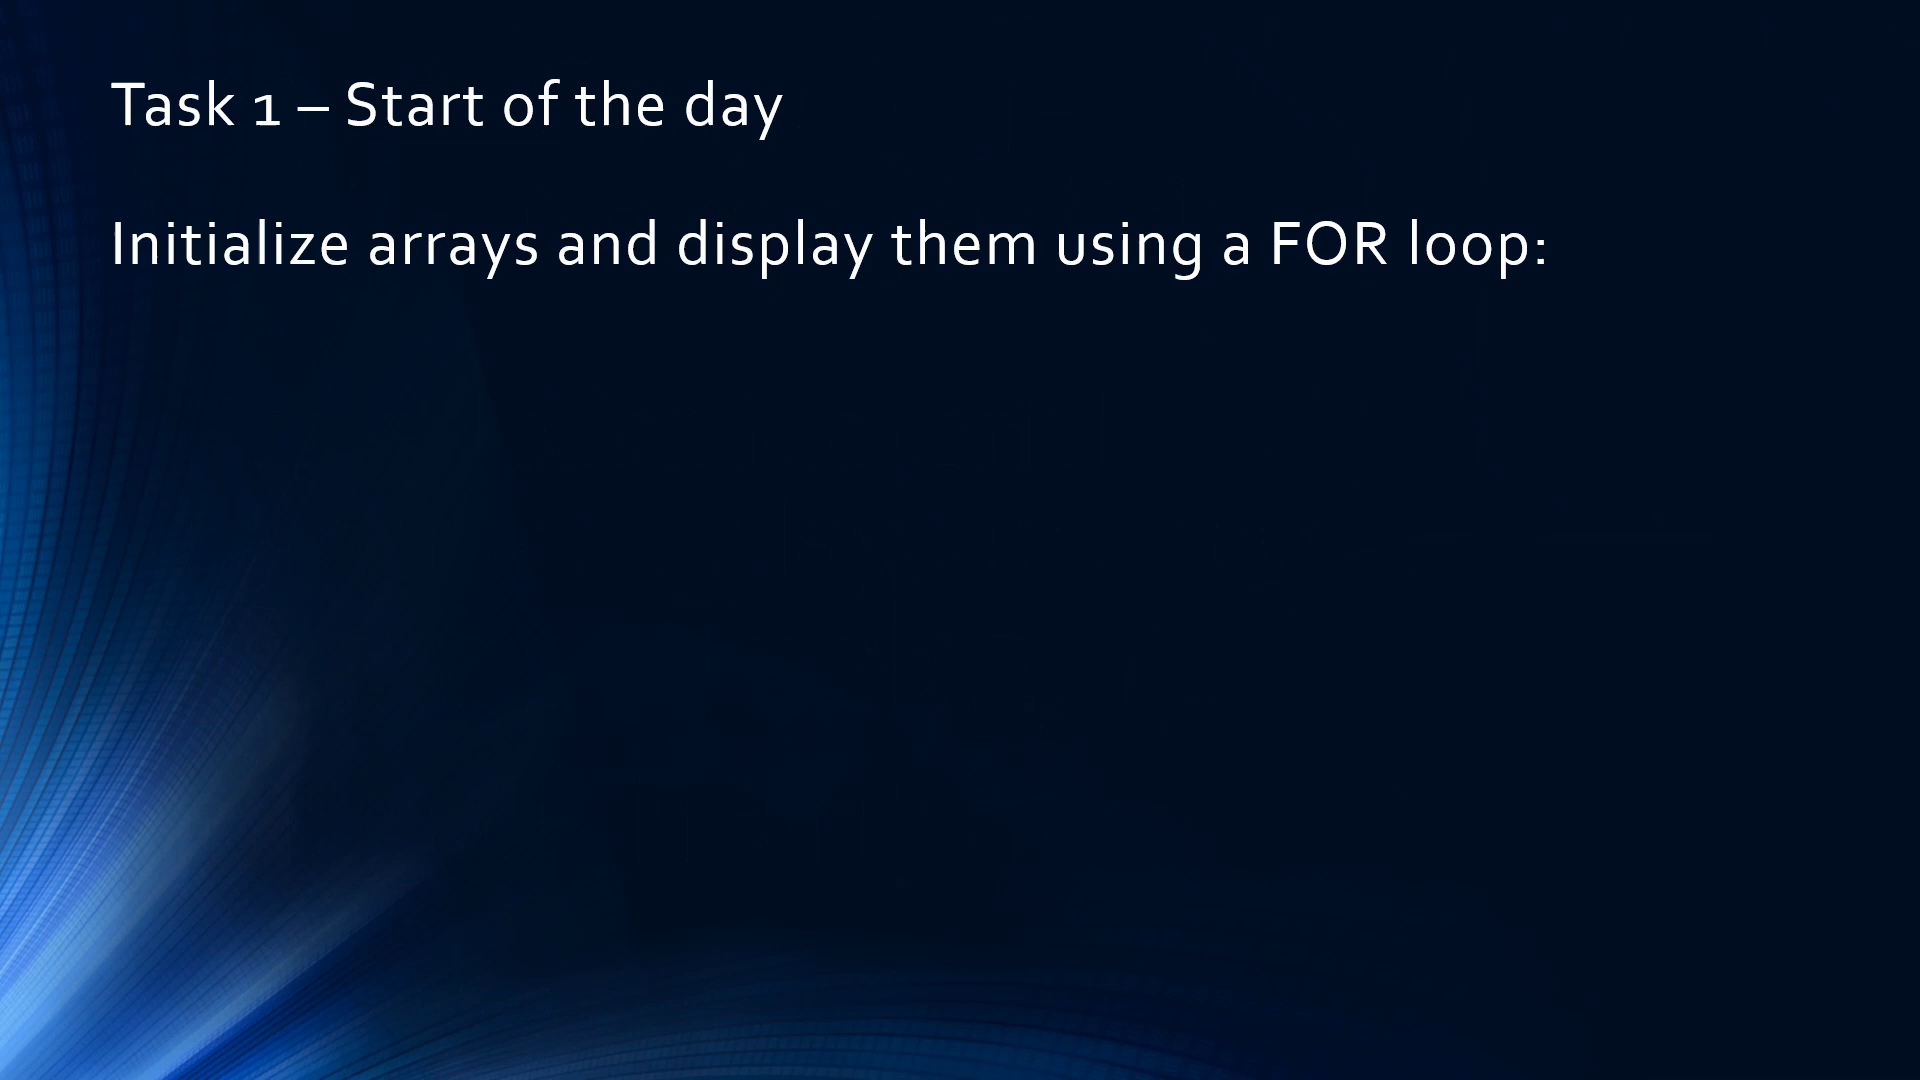 Task 1 – Start of the day
Initialize arrays and display them using a FOR loop: